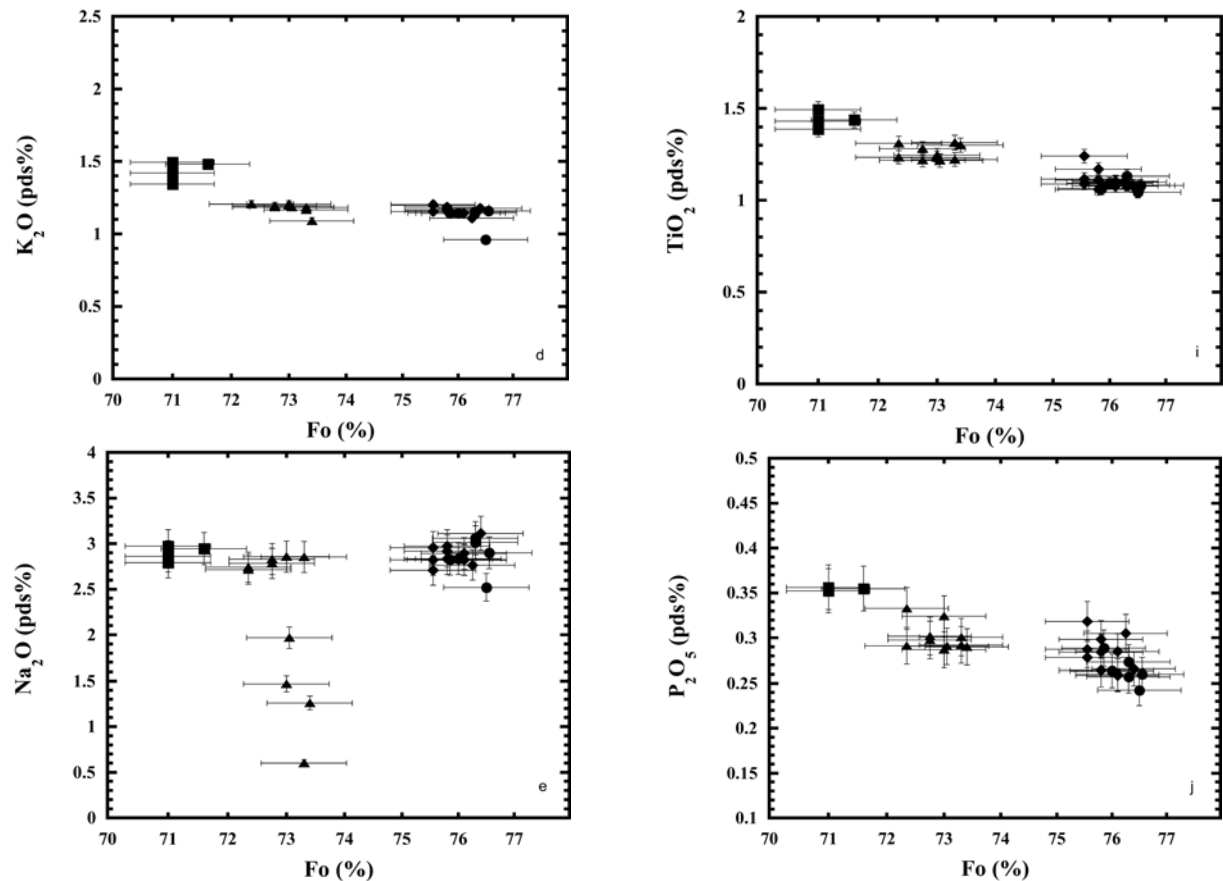 2.5
2
1.5
1
0.5
0
K2O (pds%)
70 71 72 73 74 75 76 77
Fo (%)
d
2
1.5
1
0.5
0
TiO2 (pds%)
70 71 72 73 74 75 76 77
Fo (%)
i
4
3.5
3
2.5
2
1.5
1
0.5
0
Na2O (pds%)
70 71 72 73 74 75 76 77
Fo (%)
e
0.5
0.45
0.4
0.35
0.3
0.25
0.2
0.15
0.1
P2O5 (pds%)
70 71 72 73 74 75 76 77
Fo (%)
j